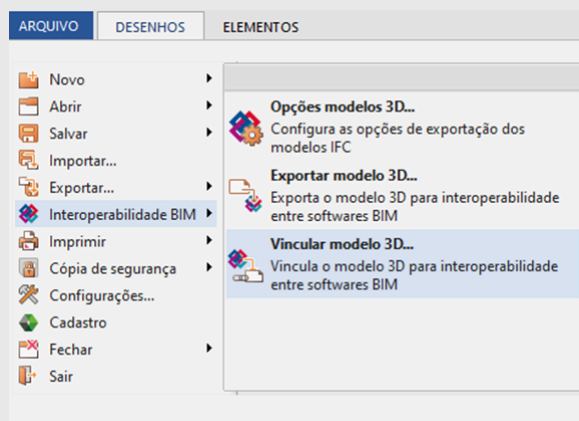 ARQUIVO DESENHOS ELEMENTOS
Novo
Abrir
Salvar
Importar...
Exportar...
Interoperabilidade BIM
Imprimir
Cópia de segurança
Configurações...
Cadastro
Fechar
Sair
Opções modelos 3D...
Configura as opções de exportação dos
modelos IFC
Exportar modelo 3D...
Exporta o modelo 3D para interoperabilidade
entre softwares BIM
Vincular modelo 3D...
Vincula o modelo 3D para interoperabilidade
entre softwares BIM